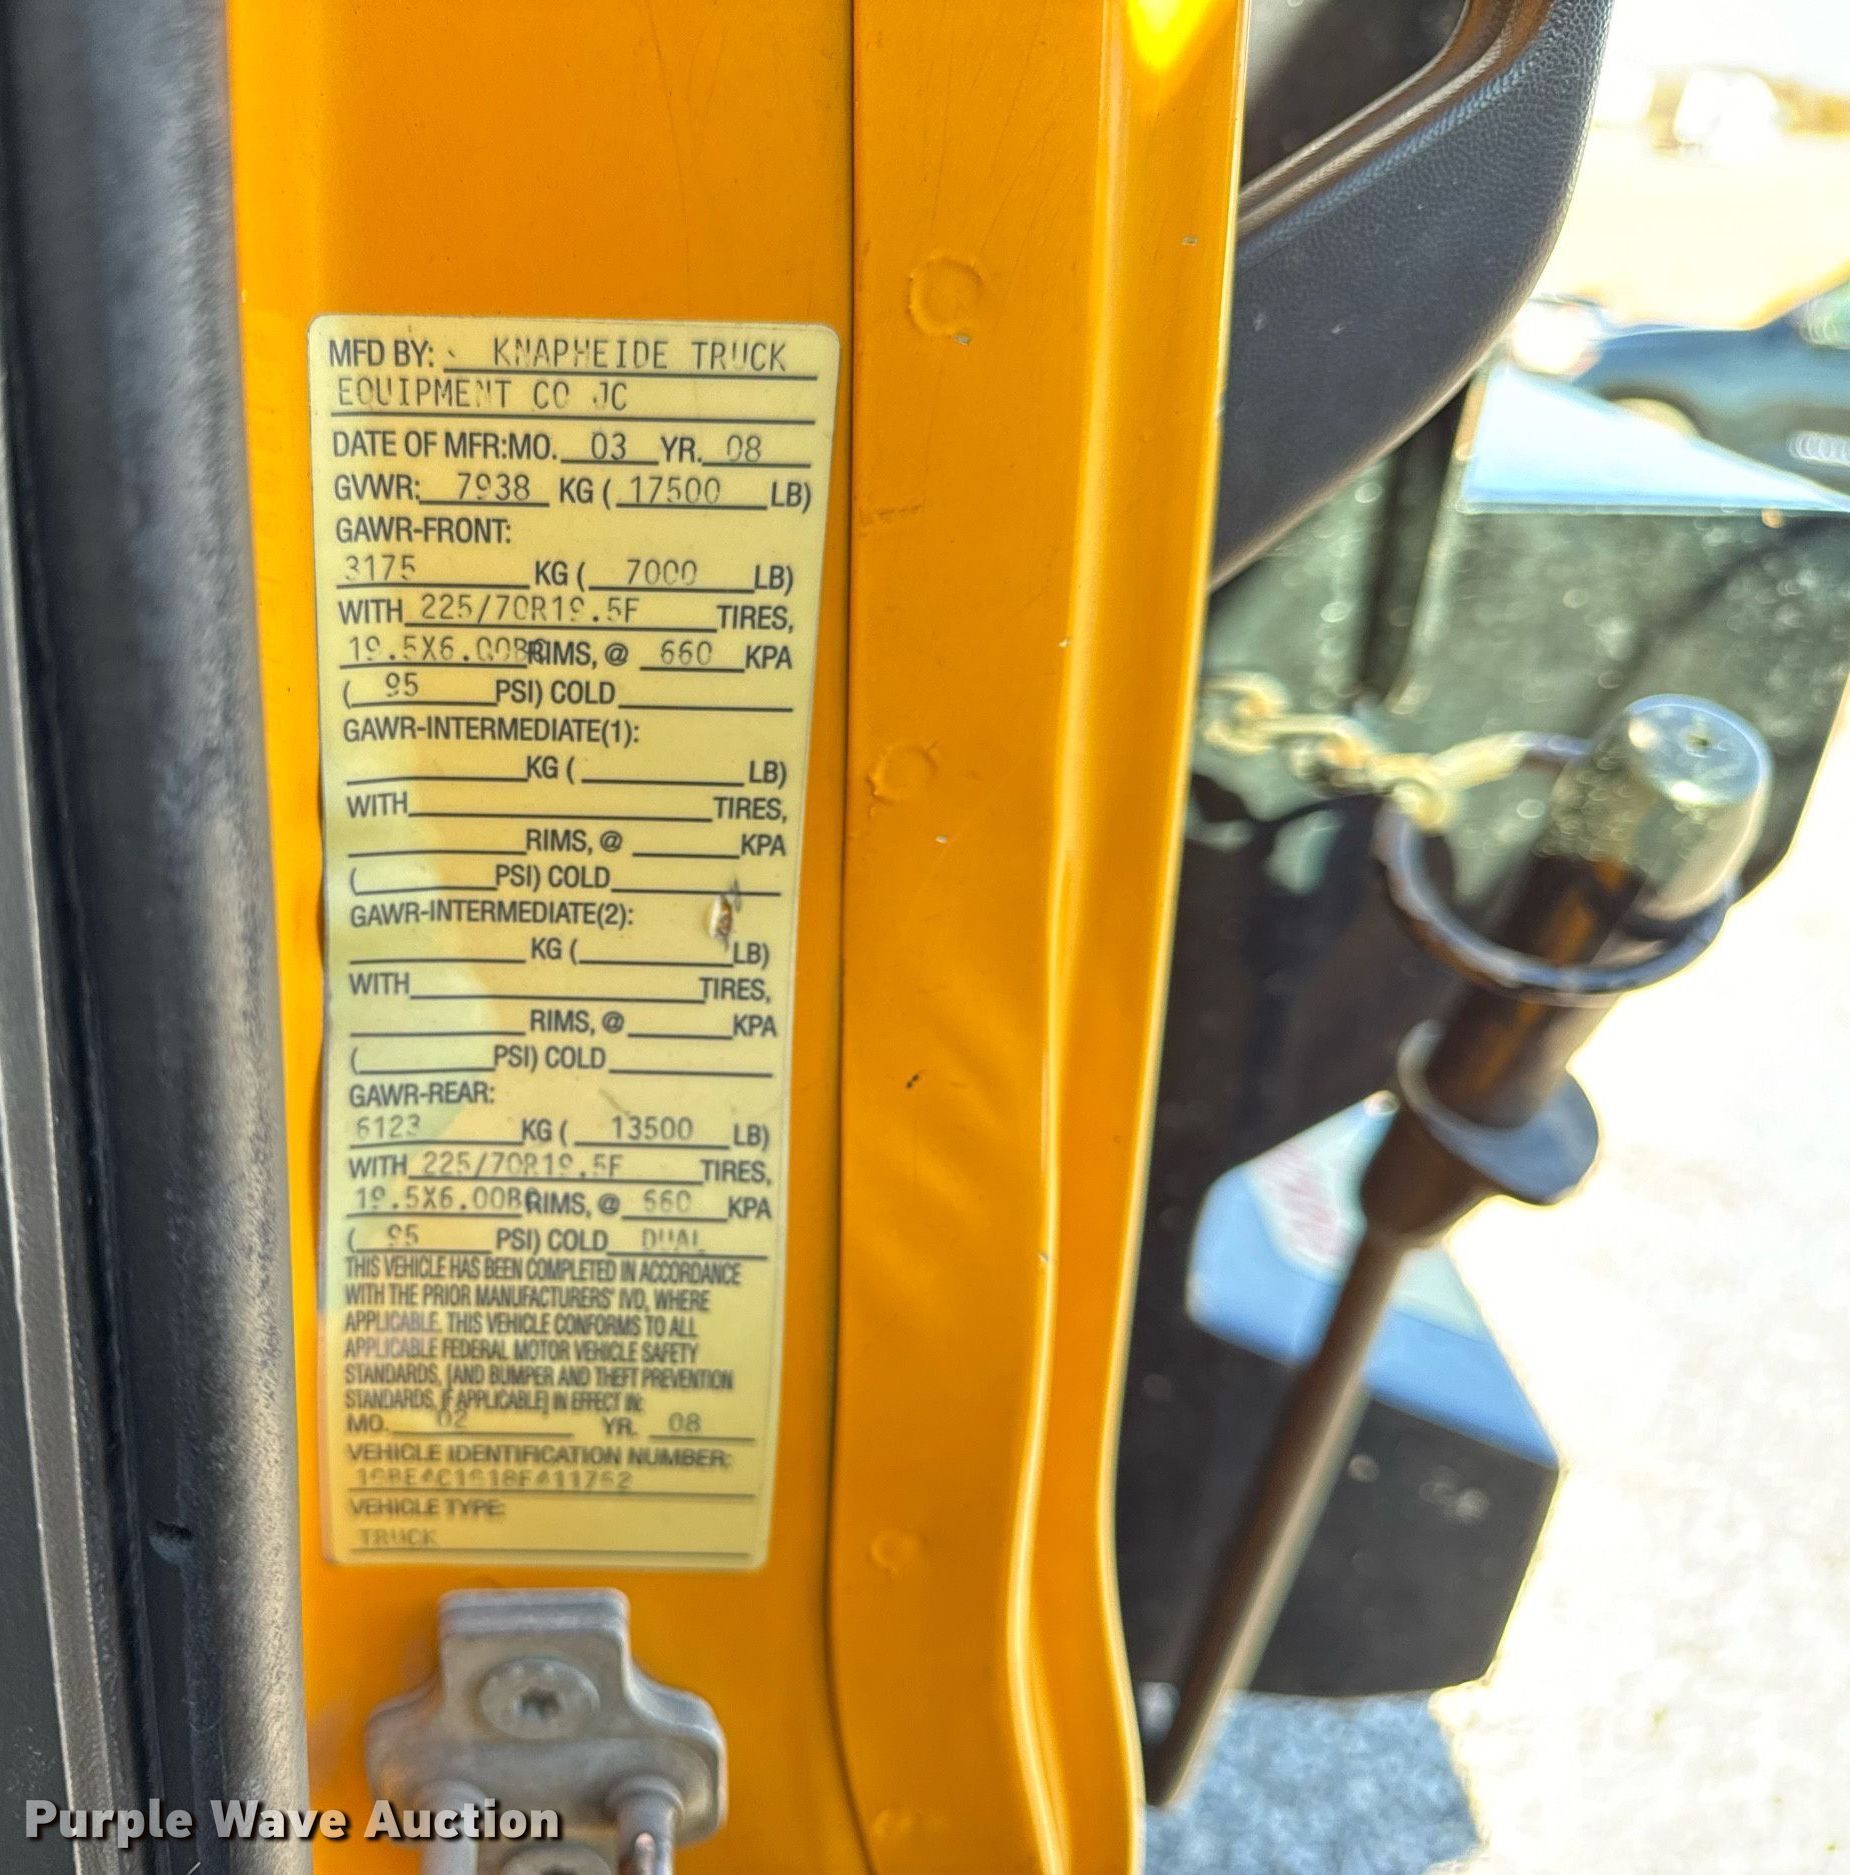 MFD BY: KNAPHEIDE TRUCK
EQUIPMENT CO JC
DATE OF MFR:MO. 03 YR. 08
GVWR: 7938 KG ( 17500 LB)
GAWR-FRONT:
3175 KG ( 7000 LB)
WITH 225/70R19.5F TIRES,
19.5X6.00 RIMS, @ 660 KPA
( 95 PSI) COLD
GAWR-INTERMEDIATE(1):
KG ( LB)
WITH TIRES,
RIMS, @ KPA
( PSI) COLD
GAWR-INTERMEDIATE(2):
KG ( LB)
WITH TIRES,
RIMS, @ KPA
( PSI) COLD
GAWR-REAR:
6123 KG ( 13500 LB)
WITH 225/70R19.5F TIRES,
19.5X6.00 RIMS, @ 660 KPA
( 95 PSI) COLD DUAL
THIS VEHICLE HAS BEEN COMPLETED IN ACCORDANCE
WITH THE PRIOR MANUFACTURERS' IVD, WHERE
APPLICABLE. THIS VEHICLE CONFORMS TO ALL
APPLICABLE FEDERAL MOTOR VEHICLE SAFETY
STANDARDS, [AND BUMPER AND THEFT PREVENTION
STANDARDS, IF APPLICABLE] IN EFFECT IN:
MO. 02 YR. 08
VEHICLE IDENTIFICATION NUMBER:
VEHICLE TYPE:
TRUCK
Purple Wave Auction